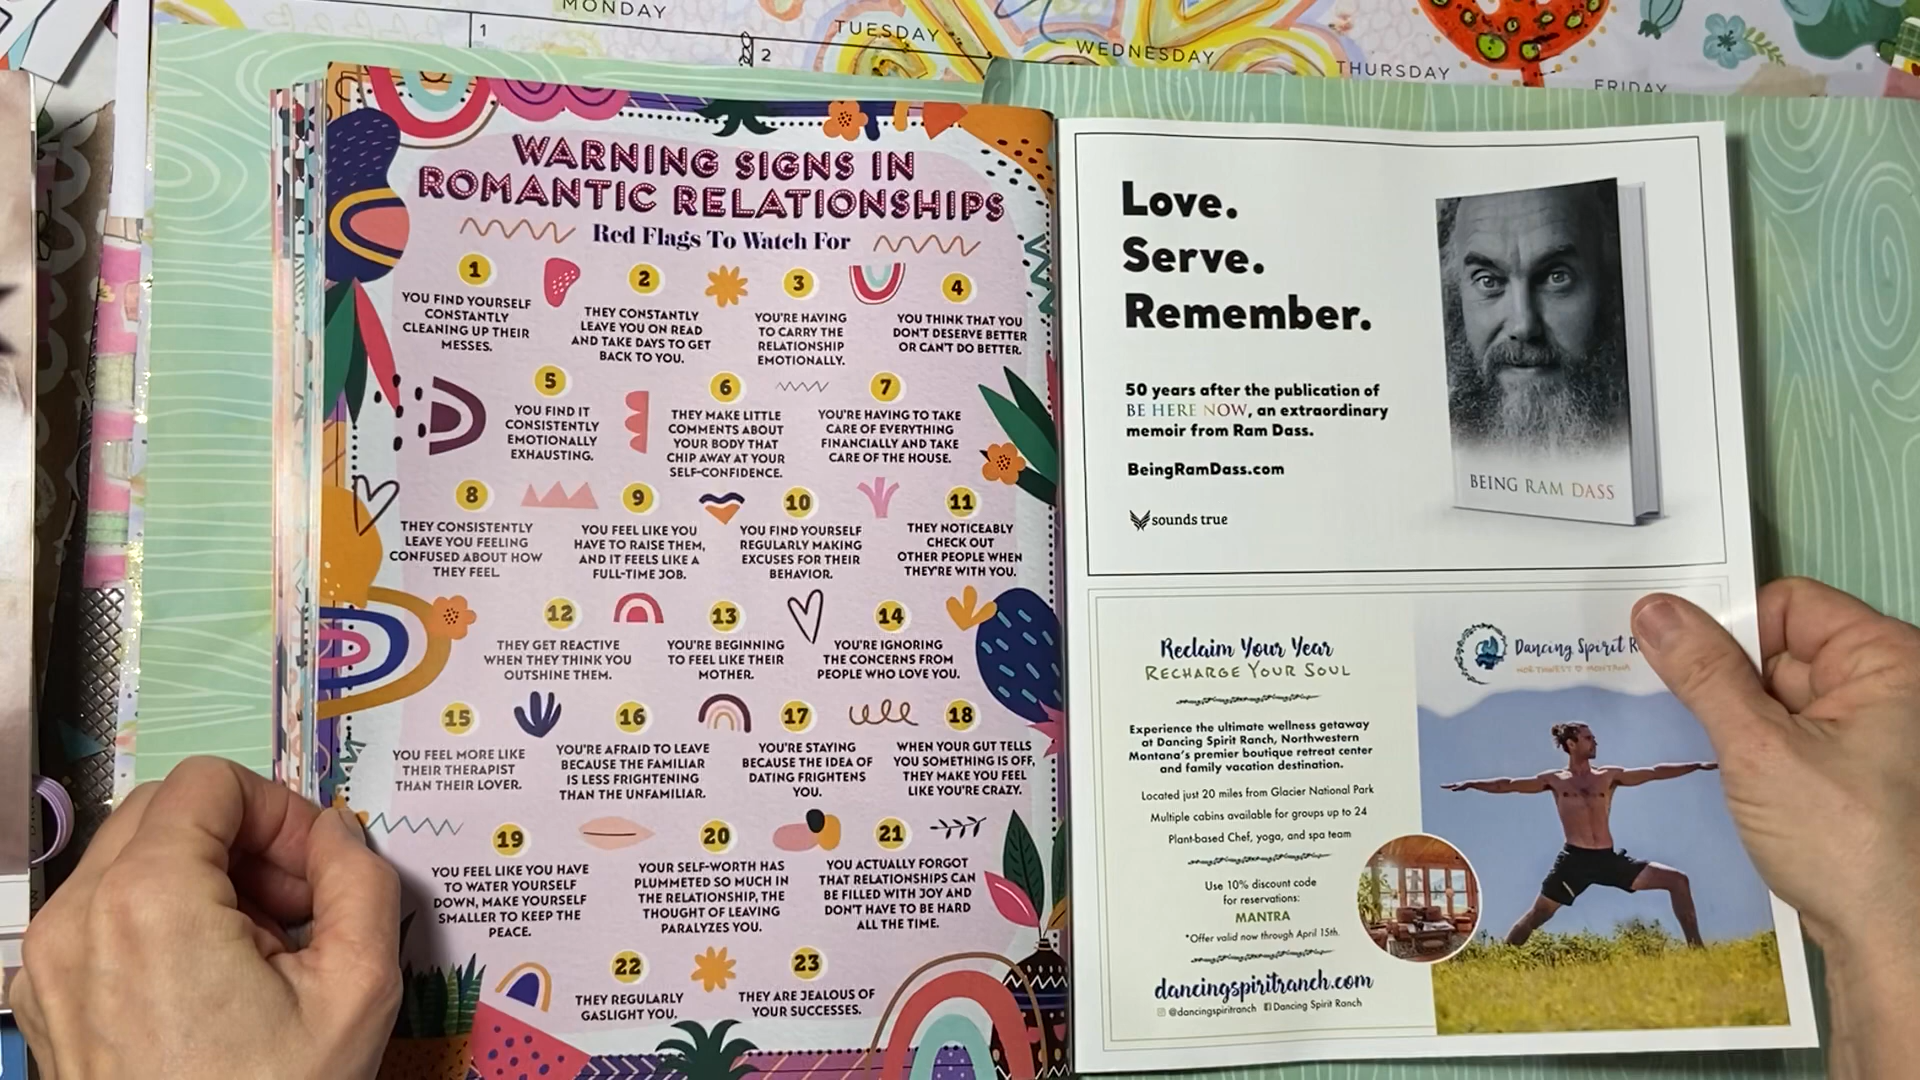 MONDAY
TUESDAY
WEDNESDAY
THURSDAY
FRIDAY
1
2
WARNING SIGNS IN
ROMANTIC RELATIONSHIPS
Red Flags To Watch For
1
YOU FIND YOURSELF
CONSTANTLY
CLEANING UP THEIR
MESSES.
2
THEY CONSTANTLY
LEAVE YOU ON READ
AND TAKE DAYS TO GET
BACK TO YOU.
3
YOU'RE HAVING
TO CARRY THE
RELATIONSHIP
EMOTIONALLY.
4
YOU THINK THAT YOU
DON'T DESERVE BETTER
OR CAN'T DO BETTER.
5
YOU FIND IT
CONSISTENTLY
EMOTIONALLY
EXHAUSTING.
6
THEY MAKE LITTLE
COMMENTS ABOUT
YOUR BODY THAT
CHIP AWAY AT YOUR
SELF-CONFIDENCE.
7
YOU'RE HAVING TO TAKE
CARE OF EVERYTHING
FINANCIALLY AND TAKE
CARE OF THE HOUSE.
8
THEY CONSISTENTLY
LEAVE YOU FEELING
CONFUSED ABOUT HOW
THEY FEEL.
9
YOU FEEL LIKE YOU
HAVE TO RAISE THEM,
AND IT FEELS LIKE A
FULL-TIME JOB.
10
YOU FIND YOURSELF
REGULARLY MAKING
EXCUSES FOR THEIR
BEHAVIOR.
11
THEY NOTICEABLY
CHECK OUT
OTHER PEOPLE WHEN
THEY'RE WITH YOU.
12
THEY GET REACTIVE
WHEN THEY THINK YOU
OUTSHINE THEM.
13
YOU'RE BEGINNING
TO FEEL LIKE THEIR
MOTHER.
14
YOU'RE IGNORING
THE CONCERNS FROM
PEOPLE WHO LOVE YOU.
15
YOU FEEL MORE LIKE
THEIR THERAPIST
THAN THEIR LOVER.
16
YOU'RE AFRAID TO LEAVE
BECAUSE THE FAMILIAR
IS LESS FRIGHTENING
THAN THE UNFAMILIAR.
17
YOU'RE STAYING
BECAUSE THE IDEA OF
DATING FRIGHTENS
YOU.
18
WHEN YOUR GUT TELLS
YOU SOMETHING IS OFF,
THEY MAKE YOU FEEL
LIKE YOU'RE CRAZY.
19
YOU FEEL LIKE YOU HAVE
TO WATER YOURSELF
DOWN, MAKE YOURSELF
SMALLER TO KEEP THE
PEACE.
20
YOUR SELF-WORTH HAS
PLUMMETED SO MUCH IN
THE RELATIONSHIP, THE
THOUGHT OF LEAVING
PARALYZES YOU.
21
YOU ACTUALLY FORGOT
THAT RELATIONSHIPS CAN
BE FILLED WITH JOY AND
DON'T HAVE TO BE HARD
ALL THE TIME.
22
THEY REGULARLY
GASLIGHT YOU.
23
THEY ARE JEALOUS OF
YOUR SUCCESSES.
Love.
Serve.
Remember.
50 years after the publication of
BE HERE NOW, an extraordinary
memoir from Ram Dass.
BeingRamDass.com
sounds true
BEING RAM DASS
Reclaim Your Year
RECHARGE YOUR SOUL
Experience the ultimate wellness getaway
at Dancing Spirit Ranch, Northwestern
Montana's premier boutique retreat center
and family vacation destination.
Located just 20 miles from Glacier National Park
Multiple cabins available for groups up to 24
Plant-based Chef, yoga, and spa team
Use 10% discount code
for reservations:
MANTRA
*Offer valid now through April 15th.
dancingspiritranch.com
@dancingspiritranch Dancing Spirit Ranch
Dancing Spirit R
NORTHWEST MONTANA